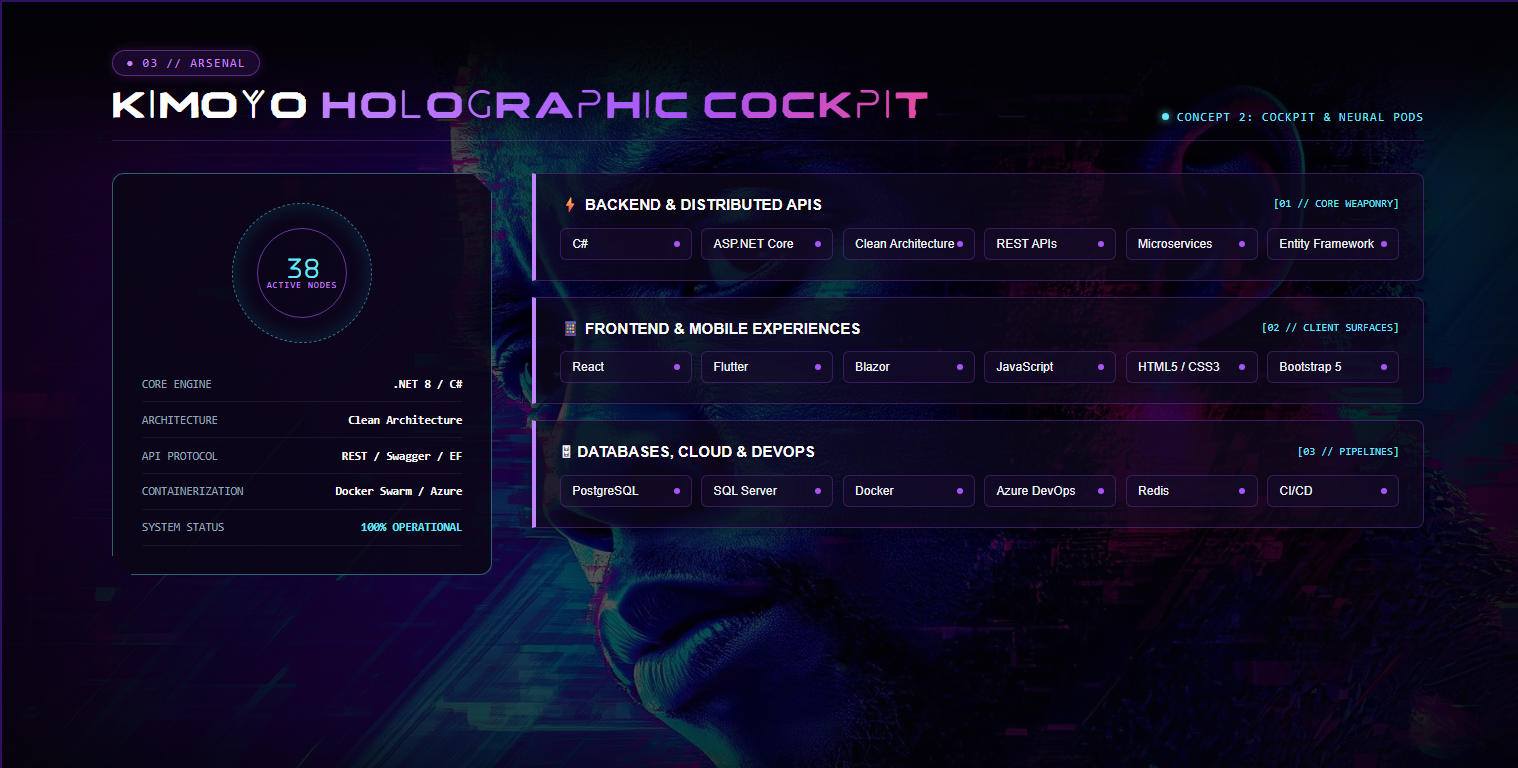 03 // ARSENAL
KIMOYO HOLOGRAPHIC COCKPIT
CONCEPT 2: COCKPIT & NEURAL PODS
38
ACTIVE NODES
CORE ENGINE .NET 8 / C#
ARCHITECTURE Clean Architecture
API PROTOCOL REST / Swagger / EF
CONTAINERIZATION Docker Swarm / Azure
SYSTEM STATUS 100% OPERATIONAL
BACKEND & DISTRIBUTED APIS [01 // CORE WEAPONRY]
C# ASP.NET Core Clean Architecture REST APIs Microservices Entity Framework
FRONTEND & MOBILE EXPERIENCES [02 // CLIENT SURFACES]
React Flutter Blazor JavaScript HTML5 / CSS3 Bootstrap 5
DATABASES, CLOUD & DEVOPS [03 // PIPELINES]
PostgreSQL SQL Server Docker Azure DevOps Redis CI/CD